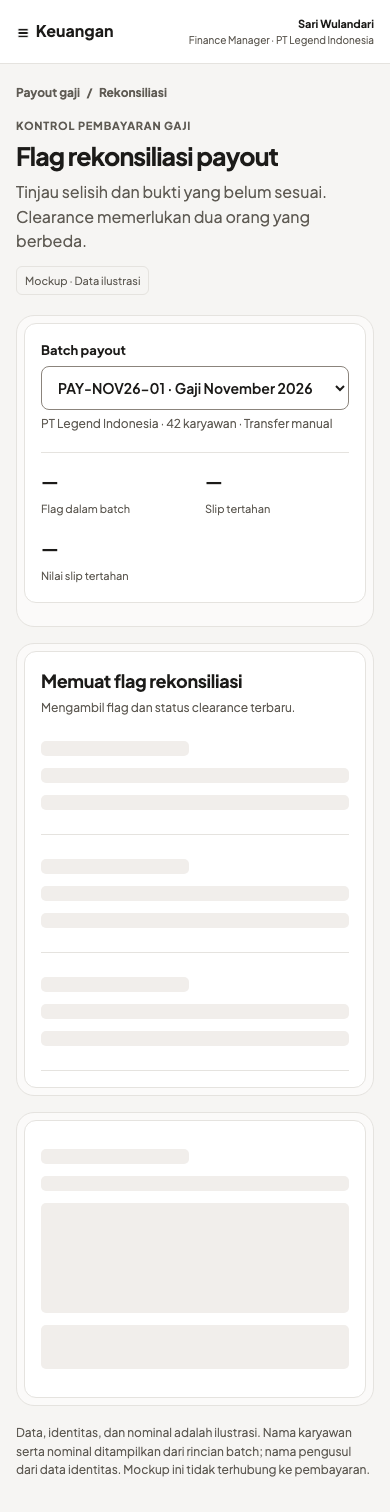 ≡ Keuangan
Sari Wulandari
Finance Manager · PT Legend Indonesia
Payout gaji / Rekonsiliasi
KONTROL PEMBAYARAN GAJI
Flag rekonsiliasi payout
Tinjau selisih dan bukti yang belum sesuai.
Clearance memerlukan dua orang yang
berbeda.
Mockup · Data ilustrasi
Batch payout
PAY-NOV26-01 · Gaji November 2026
PT Legend Indonesia · 42 karyawan · Transfer manual
—
Flag dalam batch
—
Slip tertahan
—
Nilai slip tertahan
Memuat flag rekonsiliasi
Mengambil flag dan status clearance terbaru.
Data, identitas, dan nominal adalah ilustrasi. Nama karyawan
serta nominal ditampilkan dari rincian batch; nama pengusul
dari data identitas. Mockup ini tidak terhubung ke pembayaran.